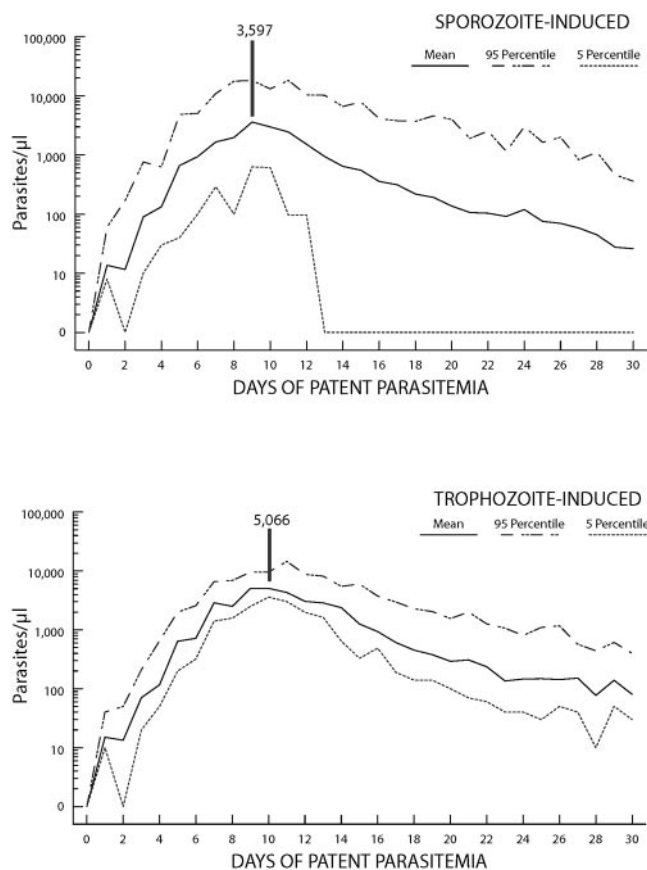 SPOROZOITE-INDUCED
3,597
Mean 95 Percentile 5 Percentile
100,000
10,000
1,000
100
10
0
Parasites/µl
0 2 4 6 8 10 12 14 16 18 20 22 24 26 28 30
DAYS OF PATENT PARASITEMIA
TROPHOZOITE-INDUCED
5,066
Mean 95 Percentile 5 Percentile
100,000
10,000
1,000
100
10
0
Parasites/µl
0 2 4 6 8 10 12 14 16 18 20 22 24 26 28 30
DAYS OF PATENT PARASITEMIA